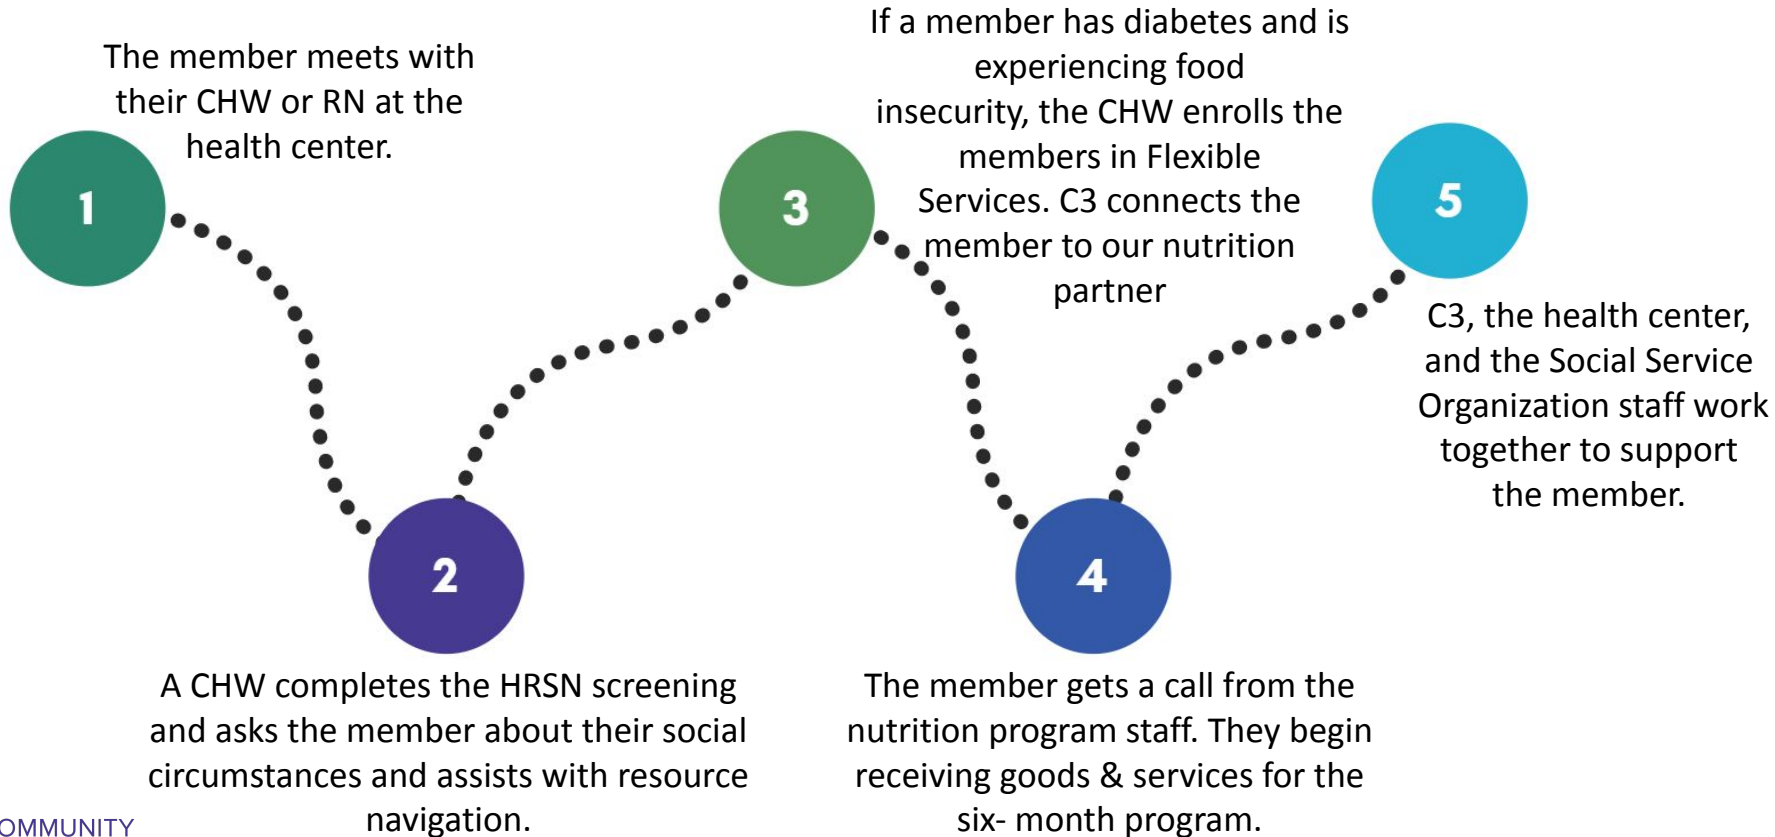 The member meets with
their CHW or RN at the
health center.
1
2
A CHW completes the HRSN screening
and asks the member about their social
circumstances and assists with resource
navigation.
3
If a member has diabetes and is
experiencing food
insecurity, the CHW enrolls the
members in Flexible
Services. C3 connects the
member to our nutrition
partner
4
The member gets a call from the
nutrition program staff. They begin
receiving goods & services for the
six- month program.
5
C3, the health center,
and the Social Service
Organization staff work
together to support
the member.
OMMUNITY